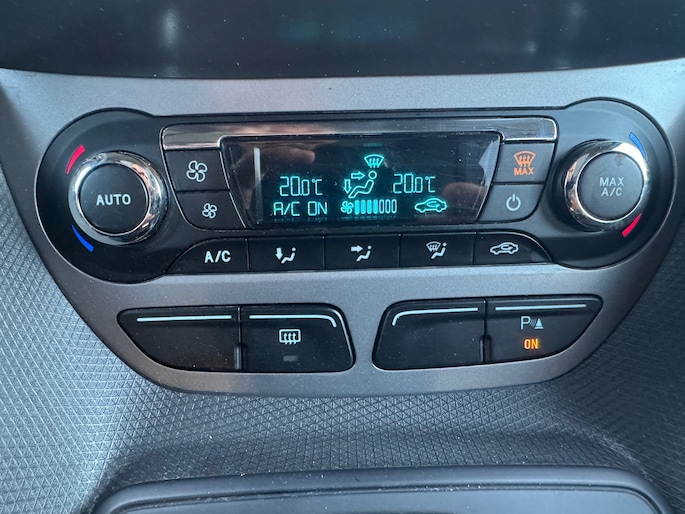 AUTO
20.0°C 20.0°C
A/C ON
MAX
MAX
A/C
A/C
P
ON